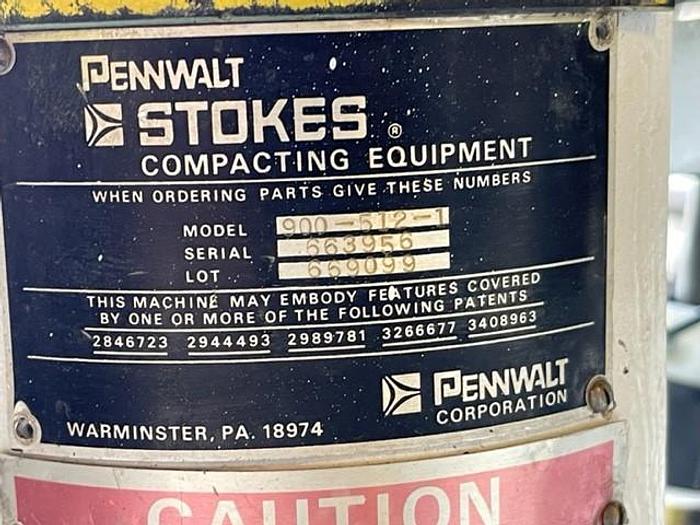 PENNWALT
STOKES ®
COMPACTING EQUIPMENT
WHEN ORDERING PARTS GIVE THESE NUMBERS
MODEL 900-512-1
SERIAL 663956
LOT 669099
THIS MACHINE MAY EMBODY FEATURES COVERED
BY ONE OR MORE OF THE FOLLOWING PATENTS
2846723 2944493 2989781 3266677 3408963
PENNWALT
CORPORATION
WARMINSTER, PA. 18974
CAUTION